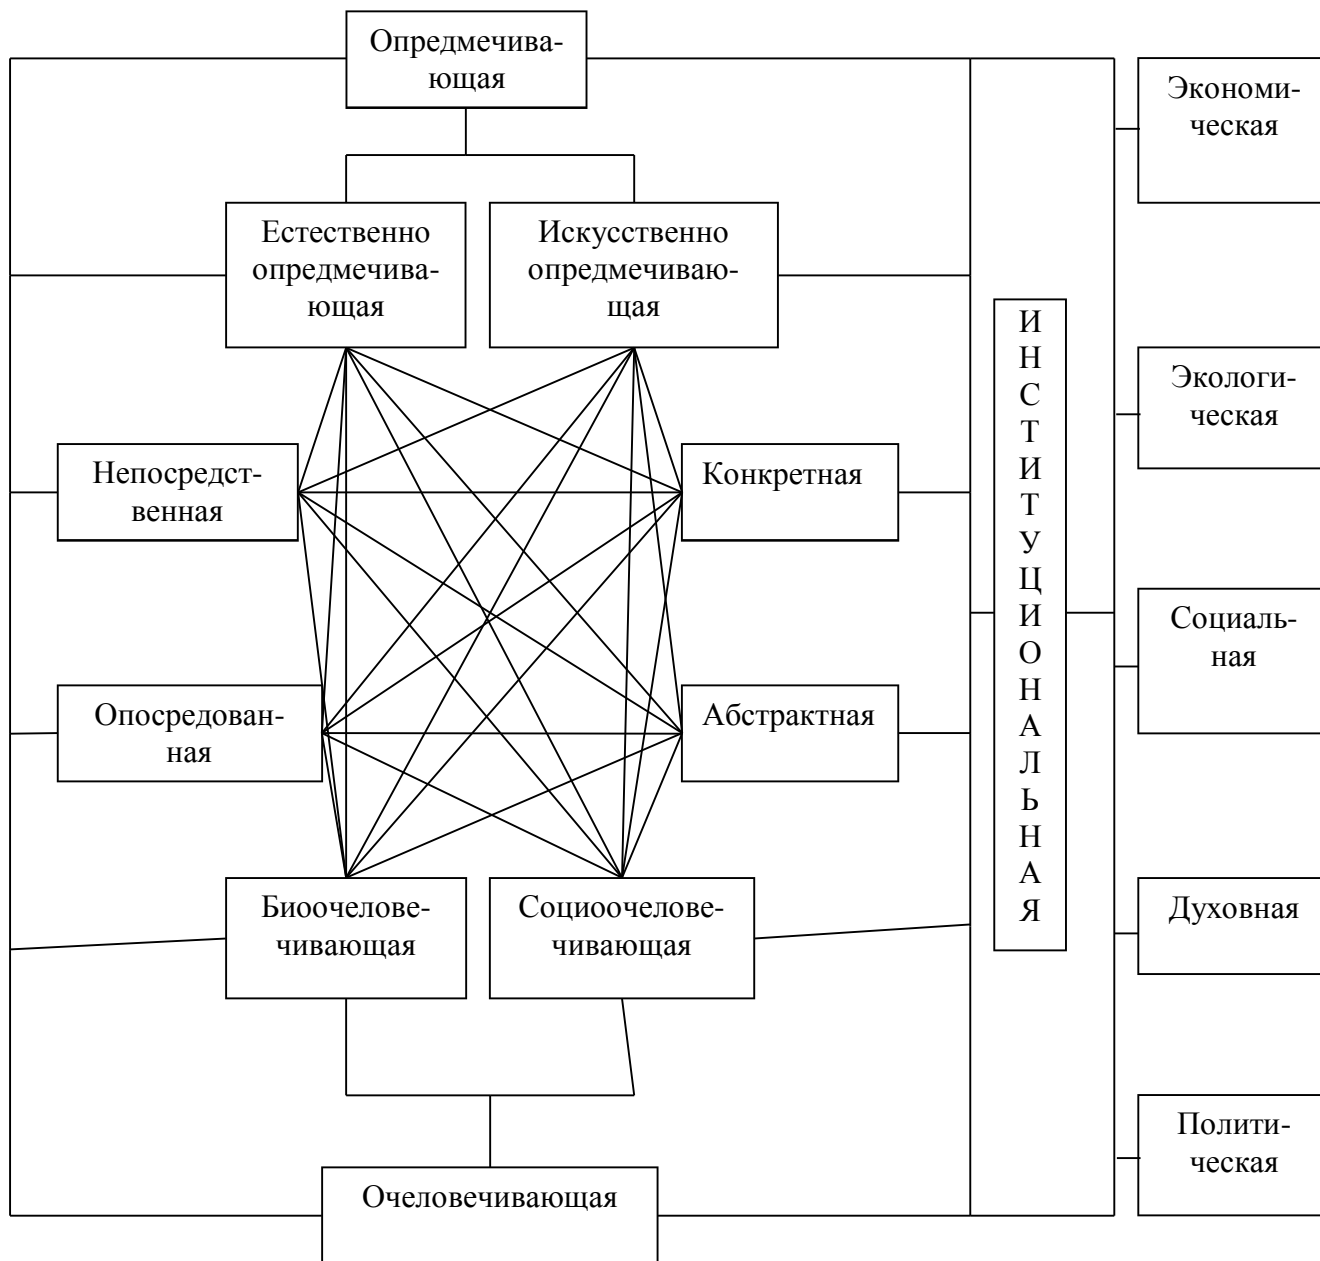 Опредмечива-
ющая
Экономи-
ческая
Естественно
опредмечива-
ющая
Искусственно
опредмечиваю-
щая
И
Н
С
Т
И
Т
У
Ц
И
О
Н
А
Л
Ь
Н
А
Я
Экологи-
ческая
Непосредст-
венная
Конкретная
Социаль-
ная
Опосредован-
ная
Абстрактная
Биоочелове-
чивающая
Социоочелове-
чивающая
Духовная
Полити-
ческая
Очеловечивающая